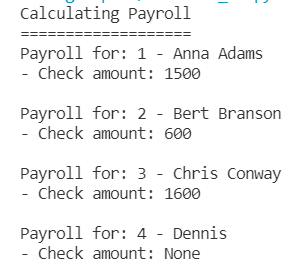 Calculating Payroll
===================
Payroll for: 1 - Anna Adams
- Check amount: 1500

Payroll for: 2 - Bert Branson
- Check amount: 600

Payroll for: 3 - Chris Conway
- Check amount: 1600

Payroll for: 4 - Dennis
- Check amount: None